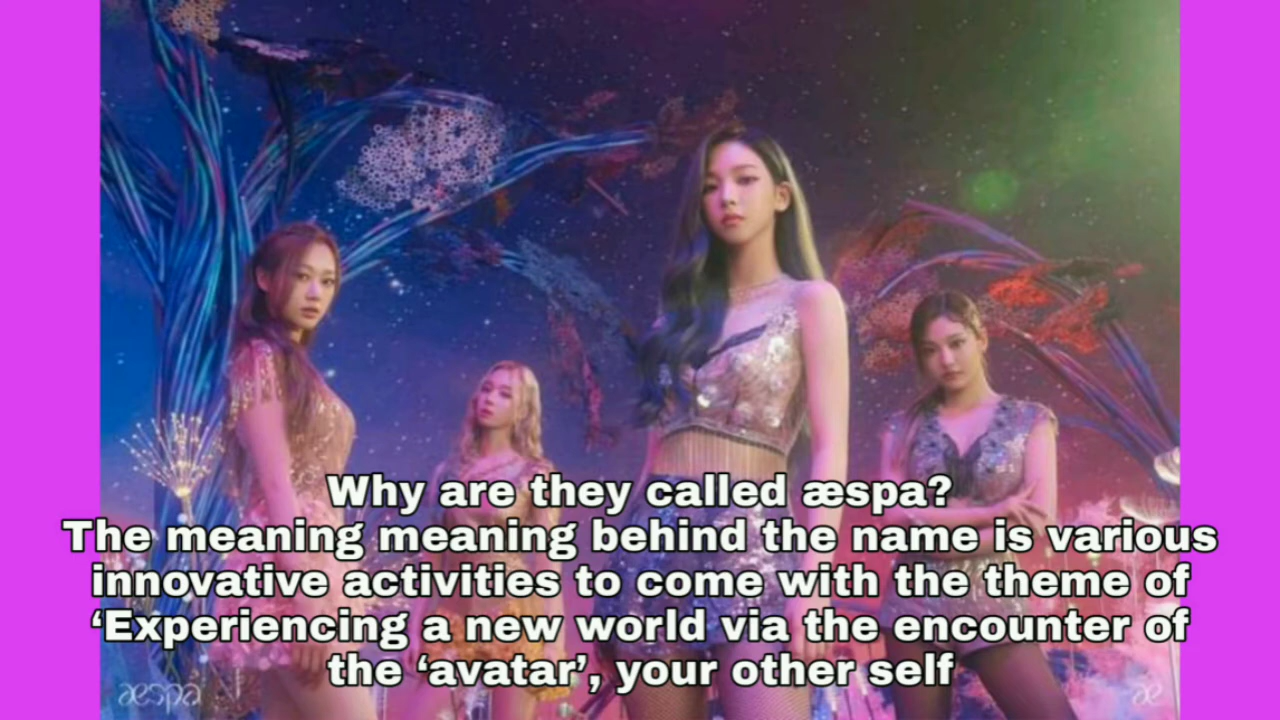 Why are they called æspa?
The meaning meaning behind the name is various
innovative activities to come with the theme of
‘Experiencing a new world via the encounter of
the ‘avatar’, your other self
æspa
æ